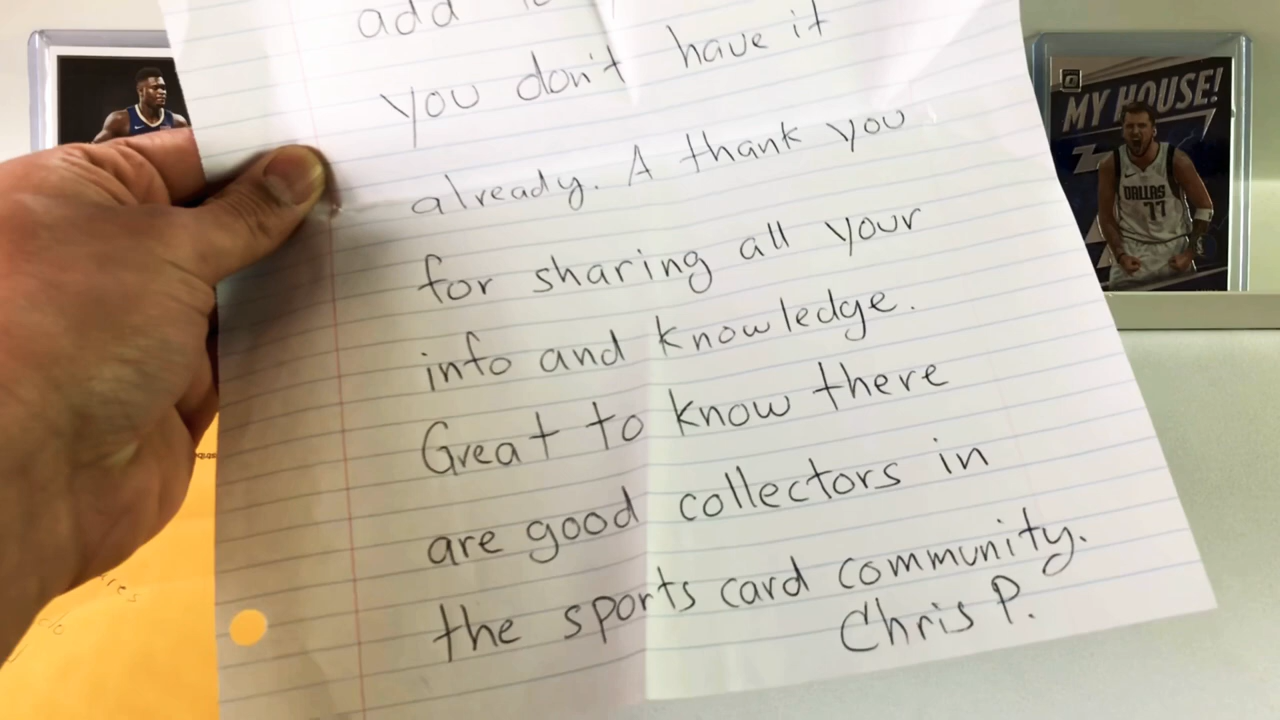 add
you don't have it
already. A thank you
for sharing all your
info and knowledge.
Great to know there
are good collectors in
the sports card community.
Chris P.
MY HOUSE!
DALLAS
77